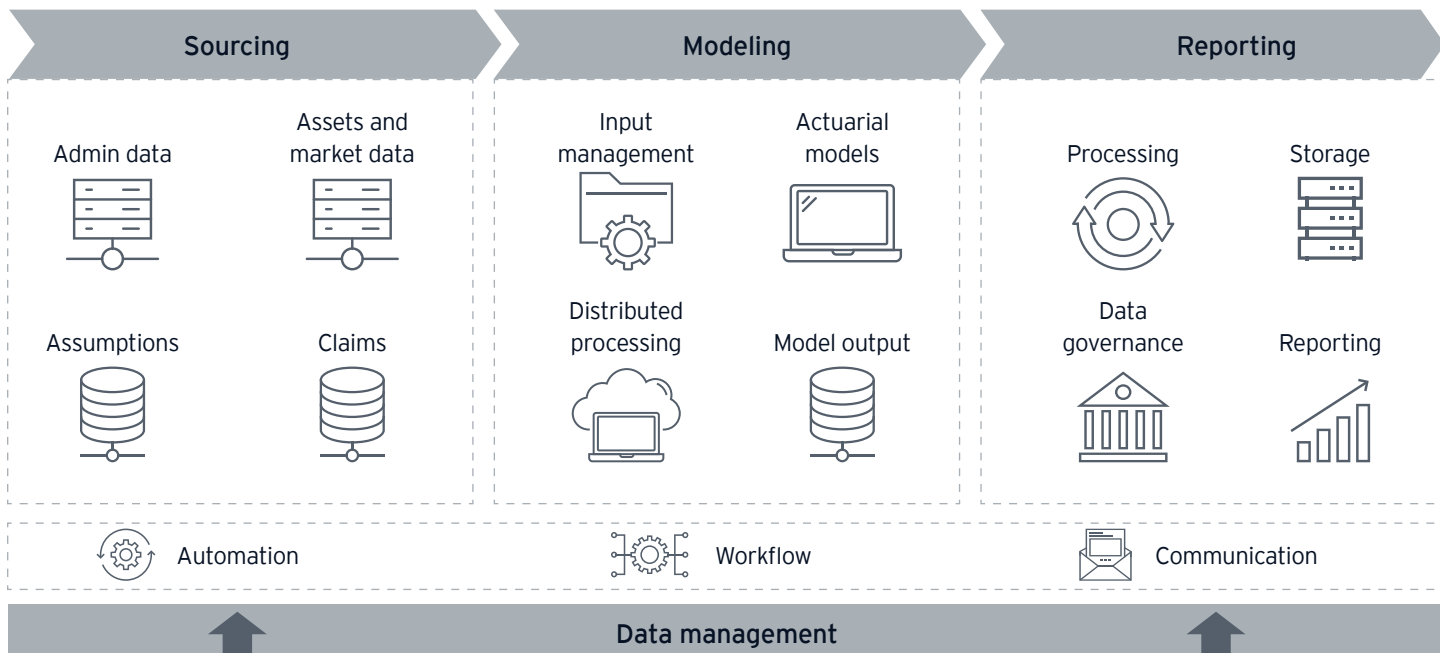 Sourcing
Modeling
Reporting
Admin data
Assets and
market data
Assumptions
Claims
Input
management
Actuarial
models
Distributed
processing
Model output
Processing
Storage
Data
governance
Reporting
Automation
Workflow
Communication
Data management